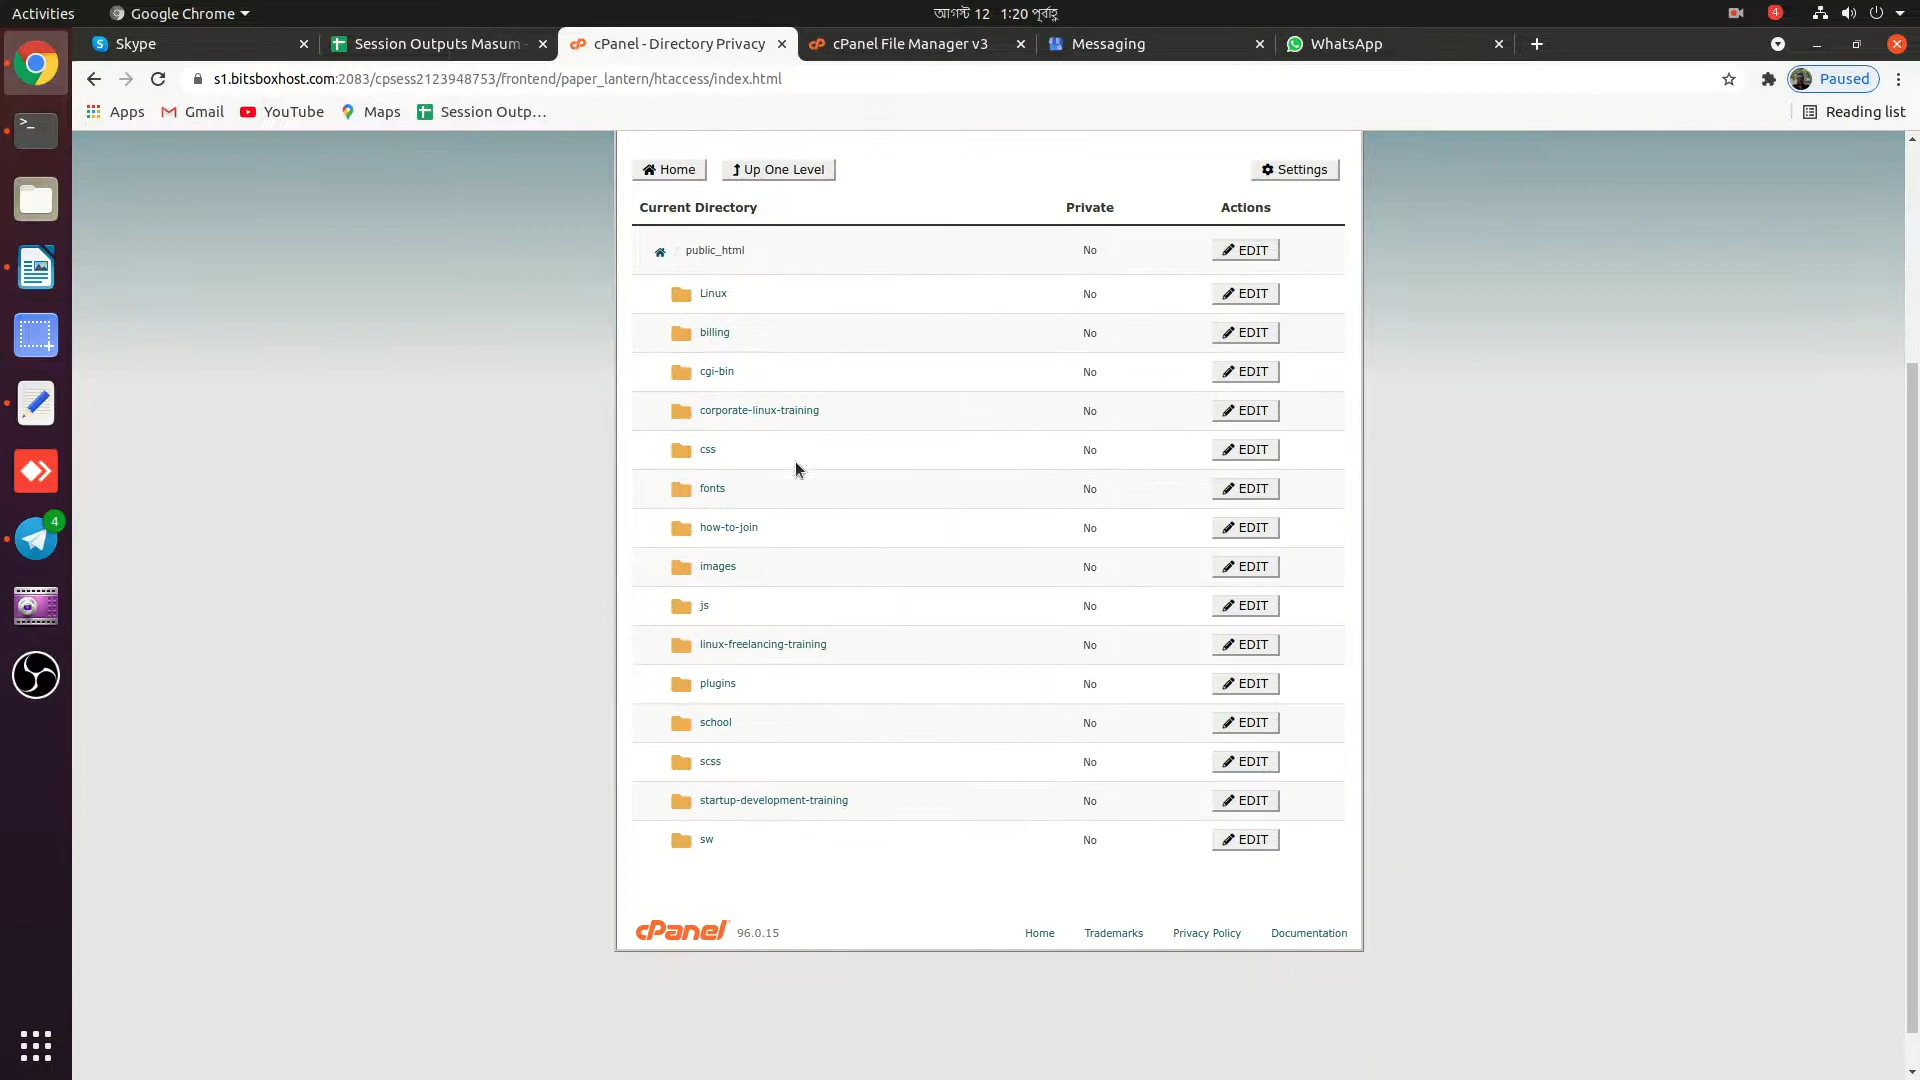 Activities Google Chrome আগস্ট 12 1:20 পূর্বাহ্ণ 4
Skype Session Outputs Masum - cPanel - Directory Privacy cPanel File Manager v3 Messaging WhatsApp
s1.bitsboxhost.com:2083/cpsess2123948753/frontend/paper_lantern/htaccess/index.html Paused
Apps Gmail YouTube Maps Session Outp... Reading list
Home Up One Level Settings
Current Directory Private Actions
/ public_html No EDIT
Linux No EDIT
billing No EDIT
cgi-bin No EDIT
corporate-linux-training No EDIT
css No EDIT
fonts No EDIT
how-to-join No EDIT
4
images No EDIT
js No EDIT
linux-freelancing-training No EDIT
plugins No EDIT
school No EDIT
scss No EDIT
startup-development-training No EDIT
sw No EDIT
cPanel 96.0.15 Home Trademarks Privacy Policy Documentation